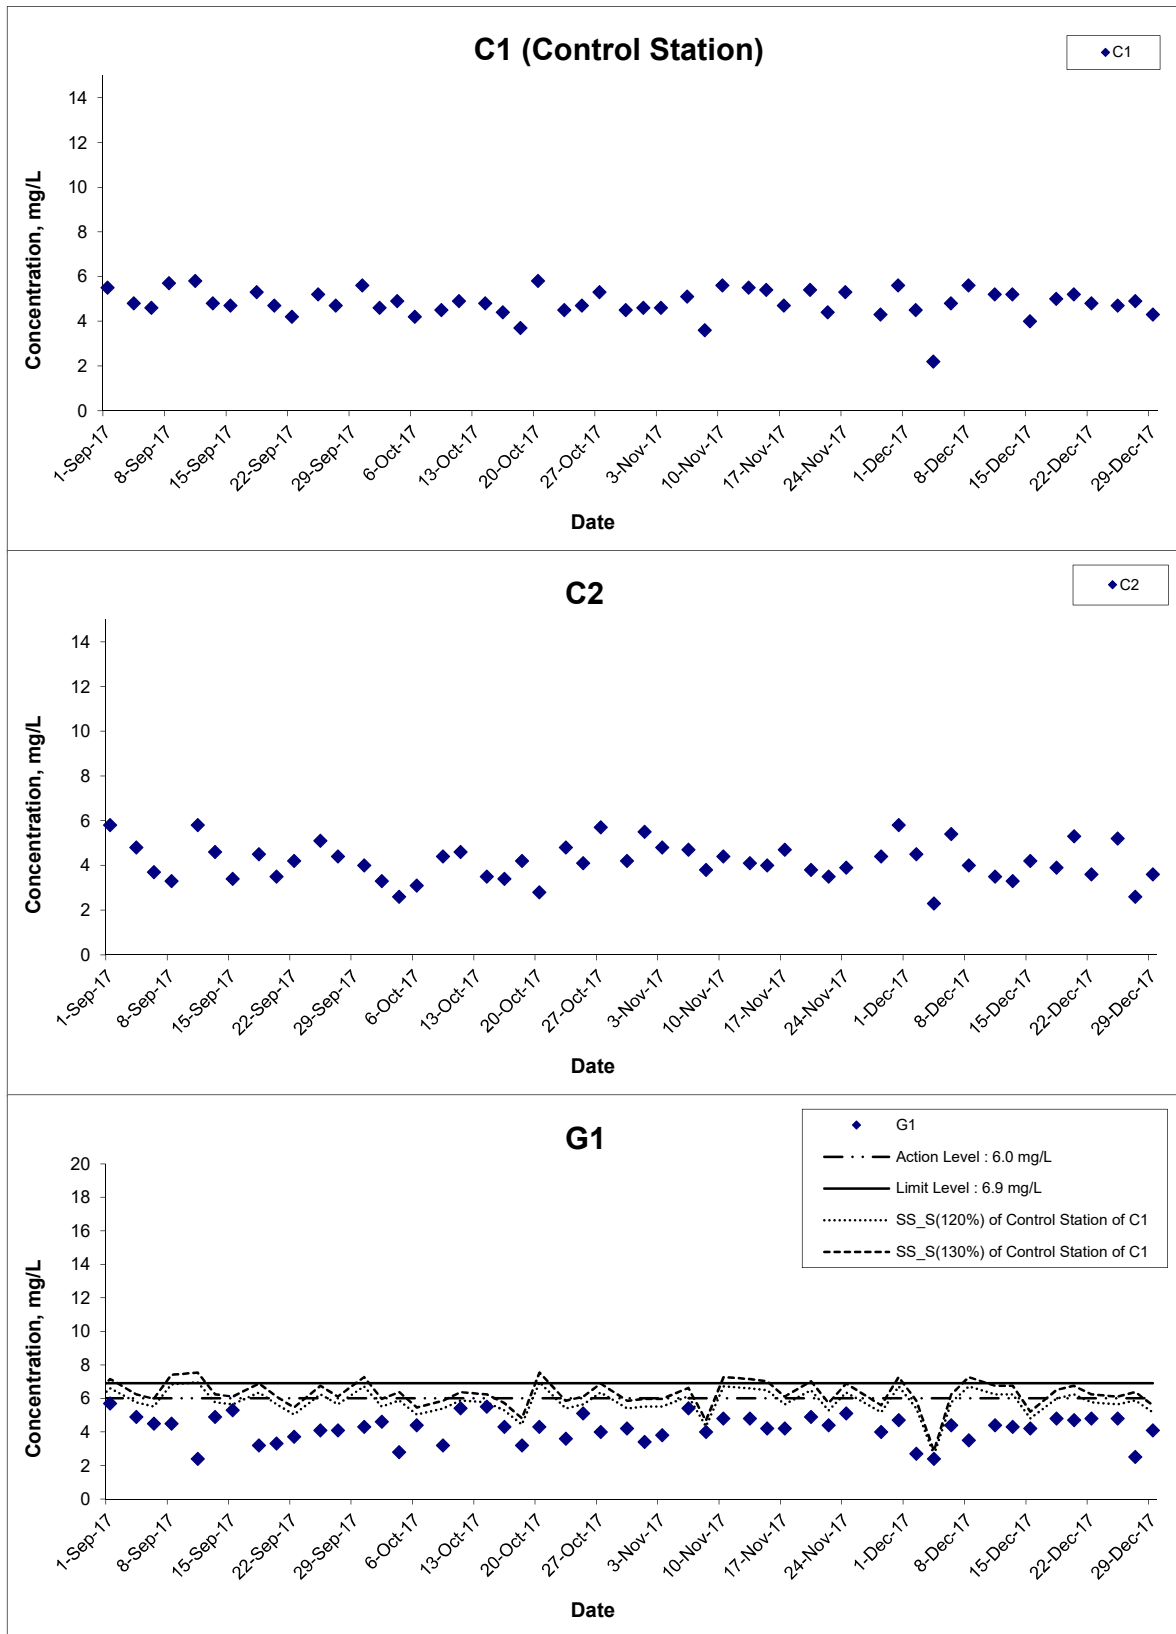 C1 (Control Station)
C1
Concentration, mg/L
14
12
10
8
6
4
2
0
1-Sep-17
8-Sep-17
15-Sep-17
22-Sep-17
29-Sep-17
6-Oct-17
13-Oct-17
20-Oct-17
27-Oct-17
3-Nov-17
10-Nov-17
17-Nov-17
24-Nov-17
1-Dec-17
8-Dec-17
15-Dec-17
22-Dec-17
29-Dec-17
Date
C2
C2
Concentration, mg/L
14
12
10
8
6
4
2
0
1-Sep-17
8-Sep-17
15-Sep-17
22-Sep-17
29-Sep-17
6-Oct-17
13-Oct-17
20-Oct-17
27-Oct-17
3-Nov-17
10-Nov-17
17-Nov-17
24-Nov-17
1-Dec-17
8-Dec-17
15-Dec-17
22-Dec-17
29-Dec-17
Date
G1
G1
Action Level : 6.0 mg/L
Limit Level : 6.9 mg/L
SS_S(120%) of Control Station of C1
SS_S(130%) of Control Station of C1
Concentration, mg/L
20
18
16
14
12
10
8
6
4
2
0
1-Sep-17
8-Sep-17
15-Sep-17
22-Sep-17
29-Sep-17
6-Oct-17
13-Oct-17
20-Oct-17
27-Oct-17
3-Nov-17
10-Nov-17
17-Nov-17
24-Nov-17
1-Dec-17
8-Dec-17
15-Dec-17
22-Dec-17
29-Dec-17
Date